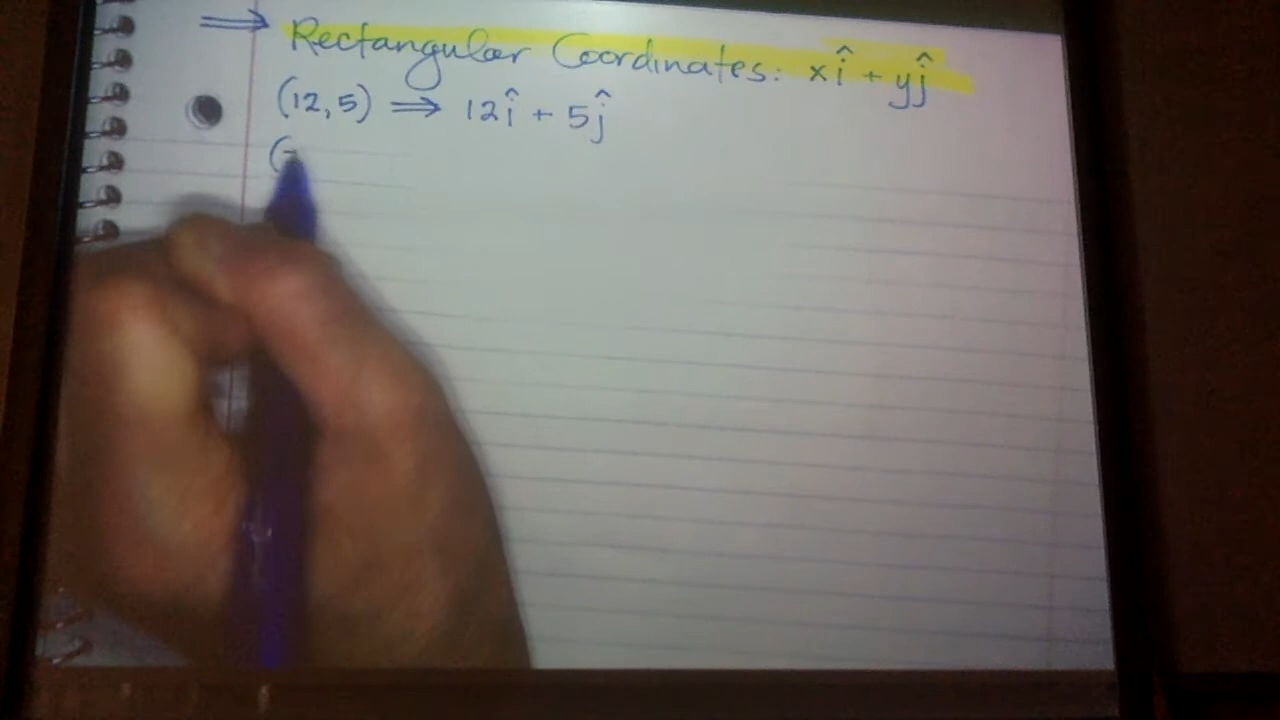 ⇒ Rectangular Coordinates: xî + yĵ
(12,5) ⇒ 12î + 5ĵ
(-